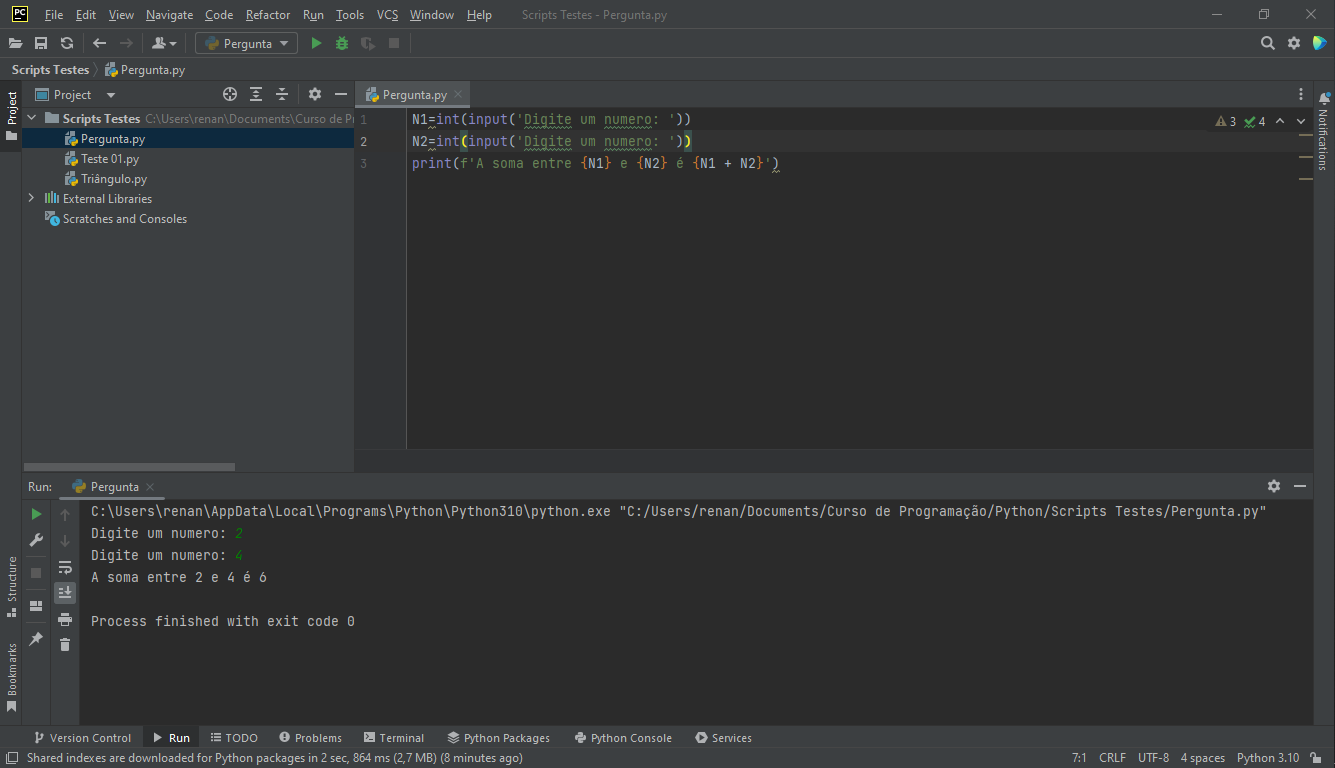 PC File Edit View Navigate Code Refactor Run Tools VCS Window Help Scripts Testes - Pergunta.py
Pergunta
Scripts Testes Pergunta.py
Project
Project
Scripts Testes C:\Users\renan\Documents\Curso de P
Pergunta.py
Teste 01.py
Triângulo.py
External Libraries
Scratches and Consoles
Pergunta.py
1 N1=int(input('Digite um numero: '))
2 N2=int(input('Digite um numero: '))
3 print(f'A soma entre {N1} e {N2} é {N1 + N2}')
3 4
Notifications
Run: Pergunta
C:\Users\renan\AppData\Local\Programs\Python\Python310\python.exe "C:/Users/renan/Documents/Curso de Programação/Python/Scripts Testes/Pergunta.py"
Digite um numero: 2
Digite um numero: 4
A soma entre 2 e 4 é 6
Process finished with exit code 0
Structure
Bookmarks
Version Control Run TODO Problems Terminal Python Packages Python Console Services
Shared indexes are downloaded for Python packages in 2 sec, 864 ms (2,7 MB) (8 minutes ago) 7:1 CRLF UTF-8 4 spaces Python 3.10